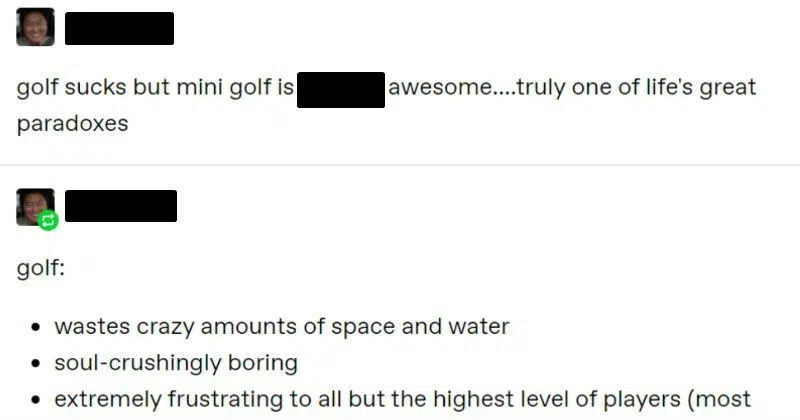 golf sucks but mini golf is awesome....truly one of life's great
paradoxes
golf:
• wastes crazy amounts of space and water
• soul-crushingly boring
• extremely frustrating to all but the highest level of players (most